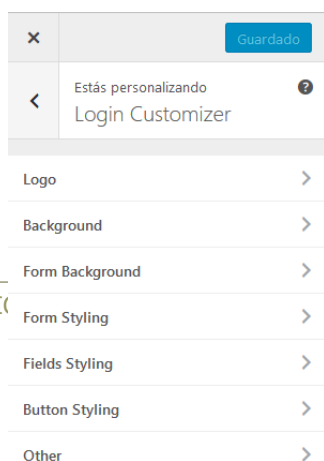 Guardado
Estás personalizando
Login Customizer
Logo
Background
Form Background
Form Styling
Fields Styling
Button Styling
Other